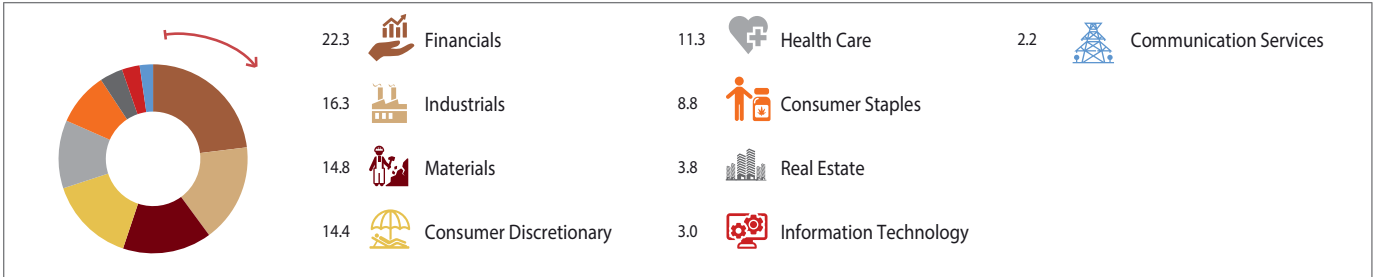 22.3 Financials
16.3 Industrials
14.8 Materials
14.4 Consumer Discretionary
11.3 Health Care
8.8 Consumer Staples
3.8 Real Estate
3.0 Information Technology
2.2 Communication Services